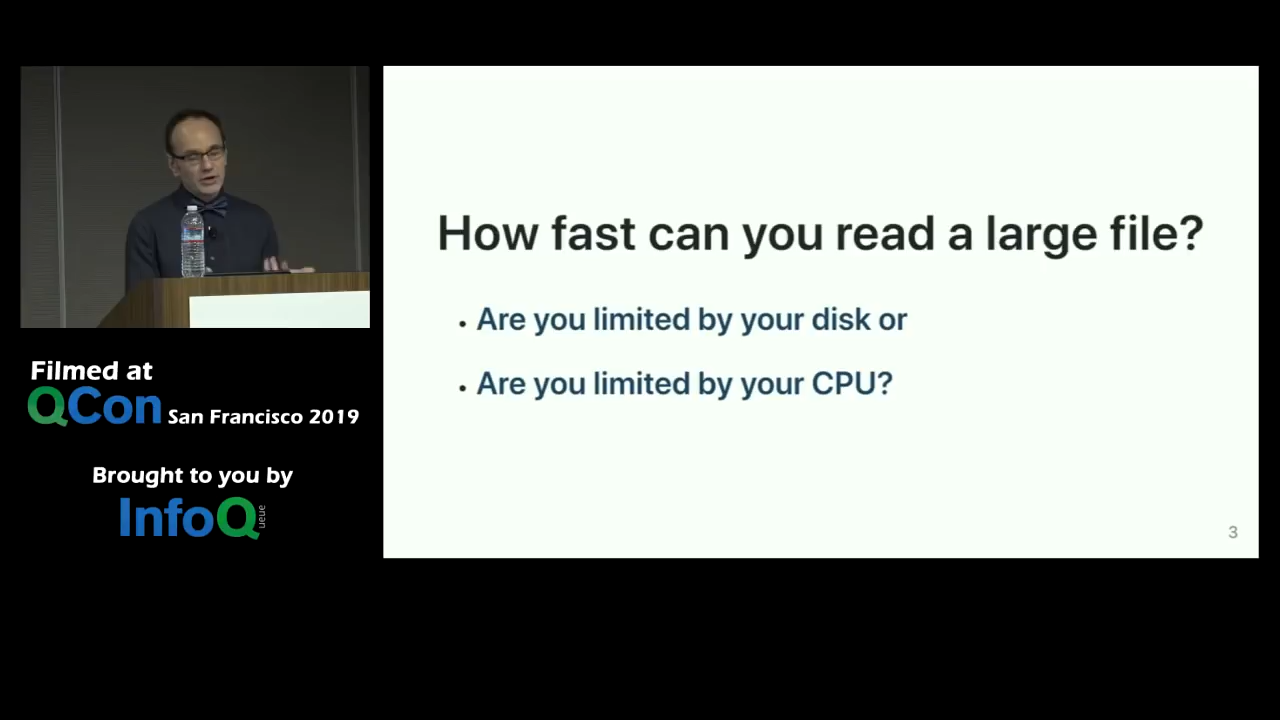 How fast can you read a large file?
• Are you limited by your disk or
• Are you limited by your CPU?
3
Filmed at
QCon San Francisco 2019
Brought to you by
InfoQ
ueue